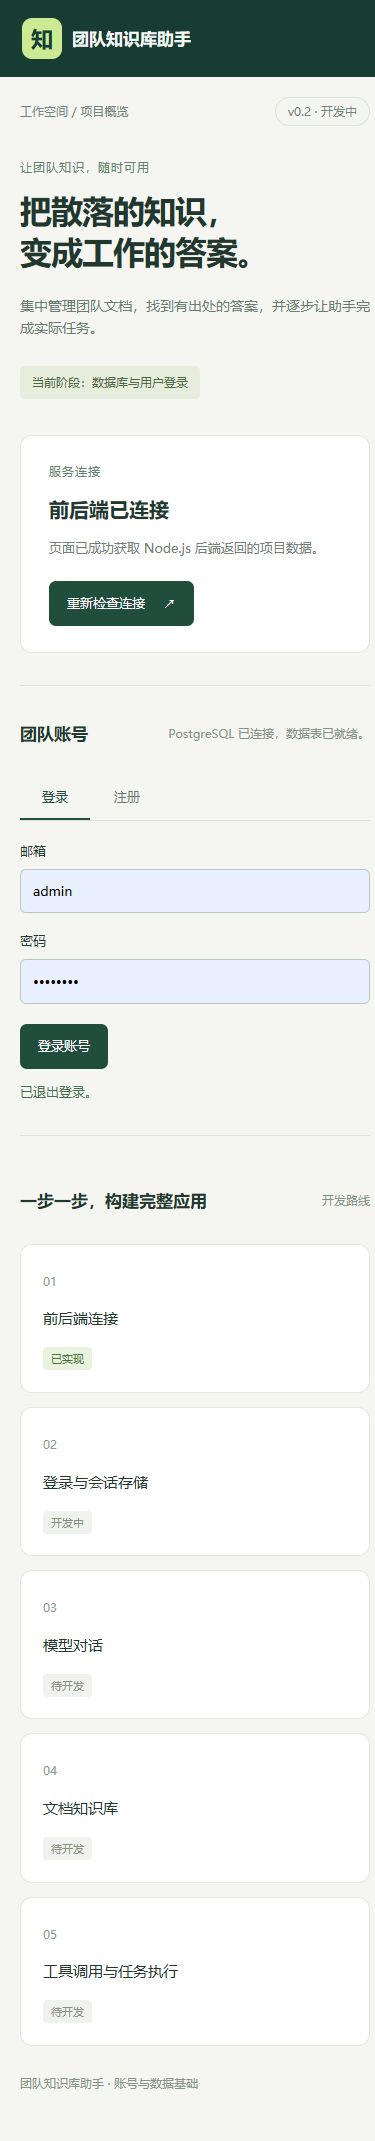 知 团队知识库助手
工作空间 / 项目概览
v0.2 · 开发中
让团队知识，随时可用
把散落的知识，
变成工作的答案。
集中管理团队文档，找到有出处的答案，并逐步让助手完
成实际任务。
当前阶段：数据库与用户登录
服务连接
前后端已连接
页面已成功获取 Node.js 后端返回的项目数据。
重新检查连接 ↗
团队账号
PostgreSQL 已连接，数据表已就绪。
登录 注册
邮箱
admin
密码
••••••••
登录账号
已退出登录。
一步一步，构建完整应用
开发路线
01
前后端连接
已实现
02
登录与会话存储
开发中
03
模型对话
待开发
04
文档知识库
待开发
05
工具调用与任务执行
待开发
团队知识库助手 · 账号与数据基础